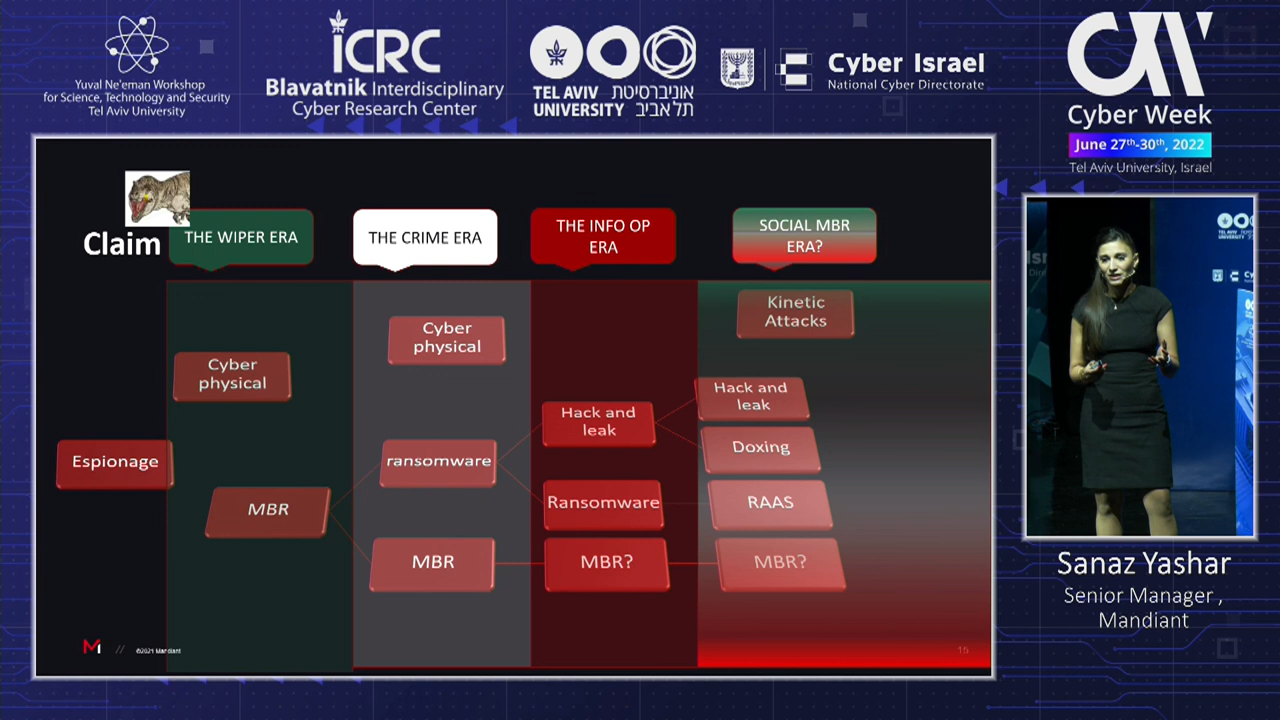 Yuval Ne'eman Workshop
for Science, Technology and Security
Tel Aviv University
ICRC
Blavatnik Interdisciplinary
Cyber Research Center
TEL AVIV אוניברסיטת
UNIVERSITY תל אביב
Cyber Israel
National Cyber Directorate
Cyber Week
June 27th-30th, 2022
Tel Aviv University, Israel
Claim
THE WIPER ERA
THE CRIME ERA
THE INFO OP
ERA
SOCIAL MBR
ERA?
Espionage
Cyber
physical
MBR
Cyber
physical
ransomware
MBR
Hack and
leak
Ransomware
MBR?
Kinetic
Attacks
Hack and
leak
Doxing
RAAS
MBR?
M // ©2021 Mandiant
15
Sanaz Yashar
Senior Manager ,
Mandiant